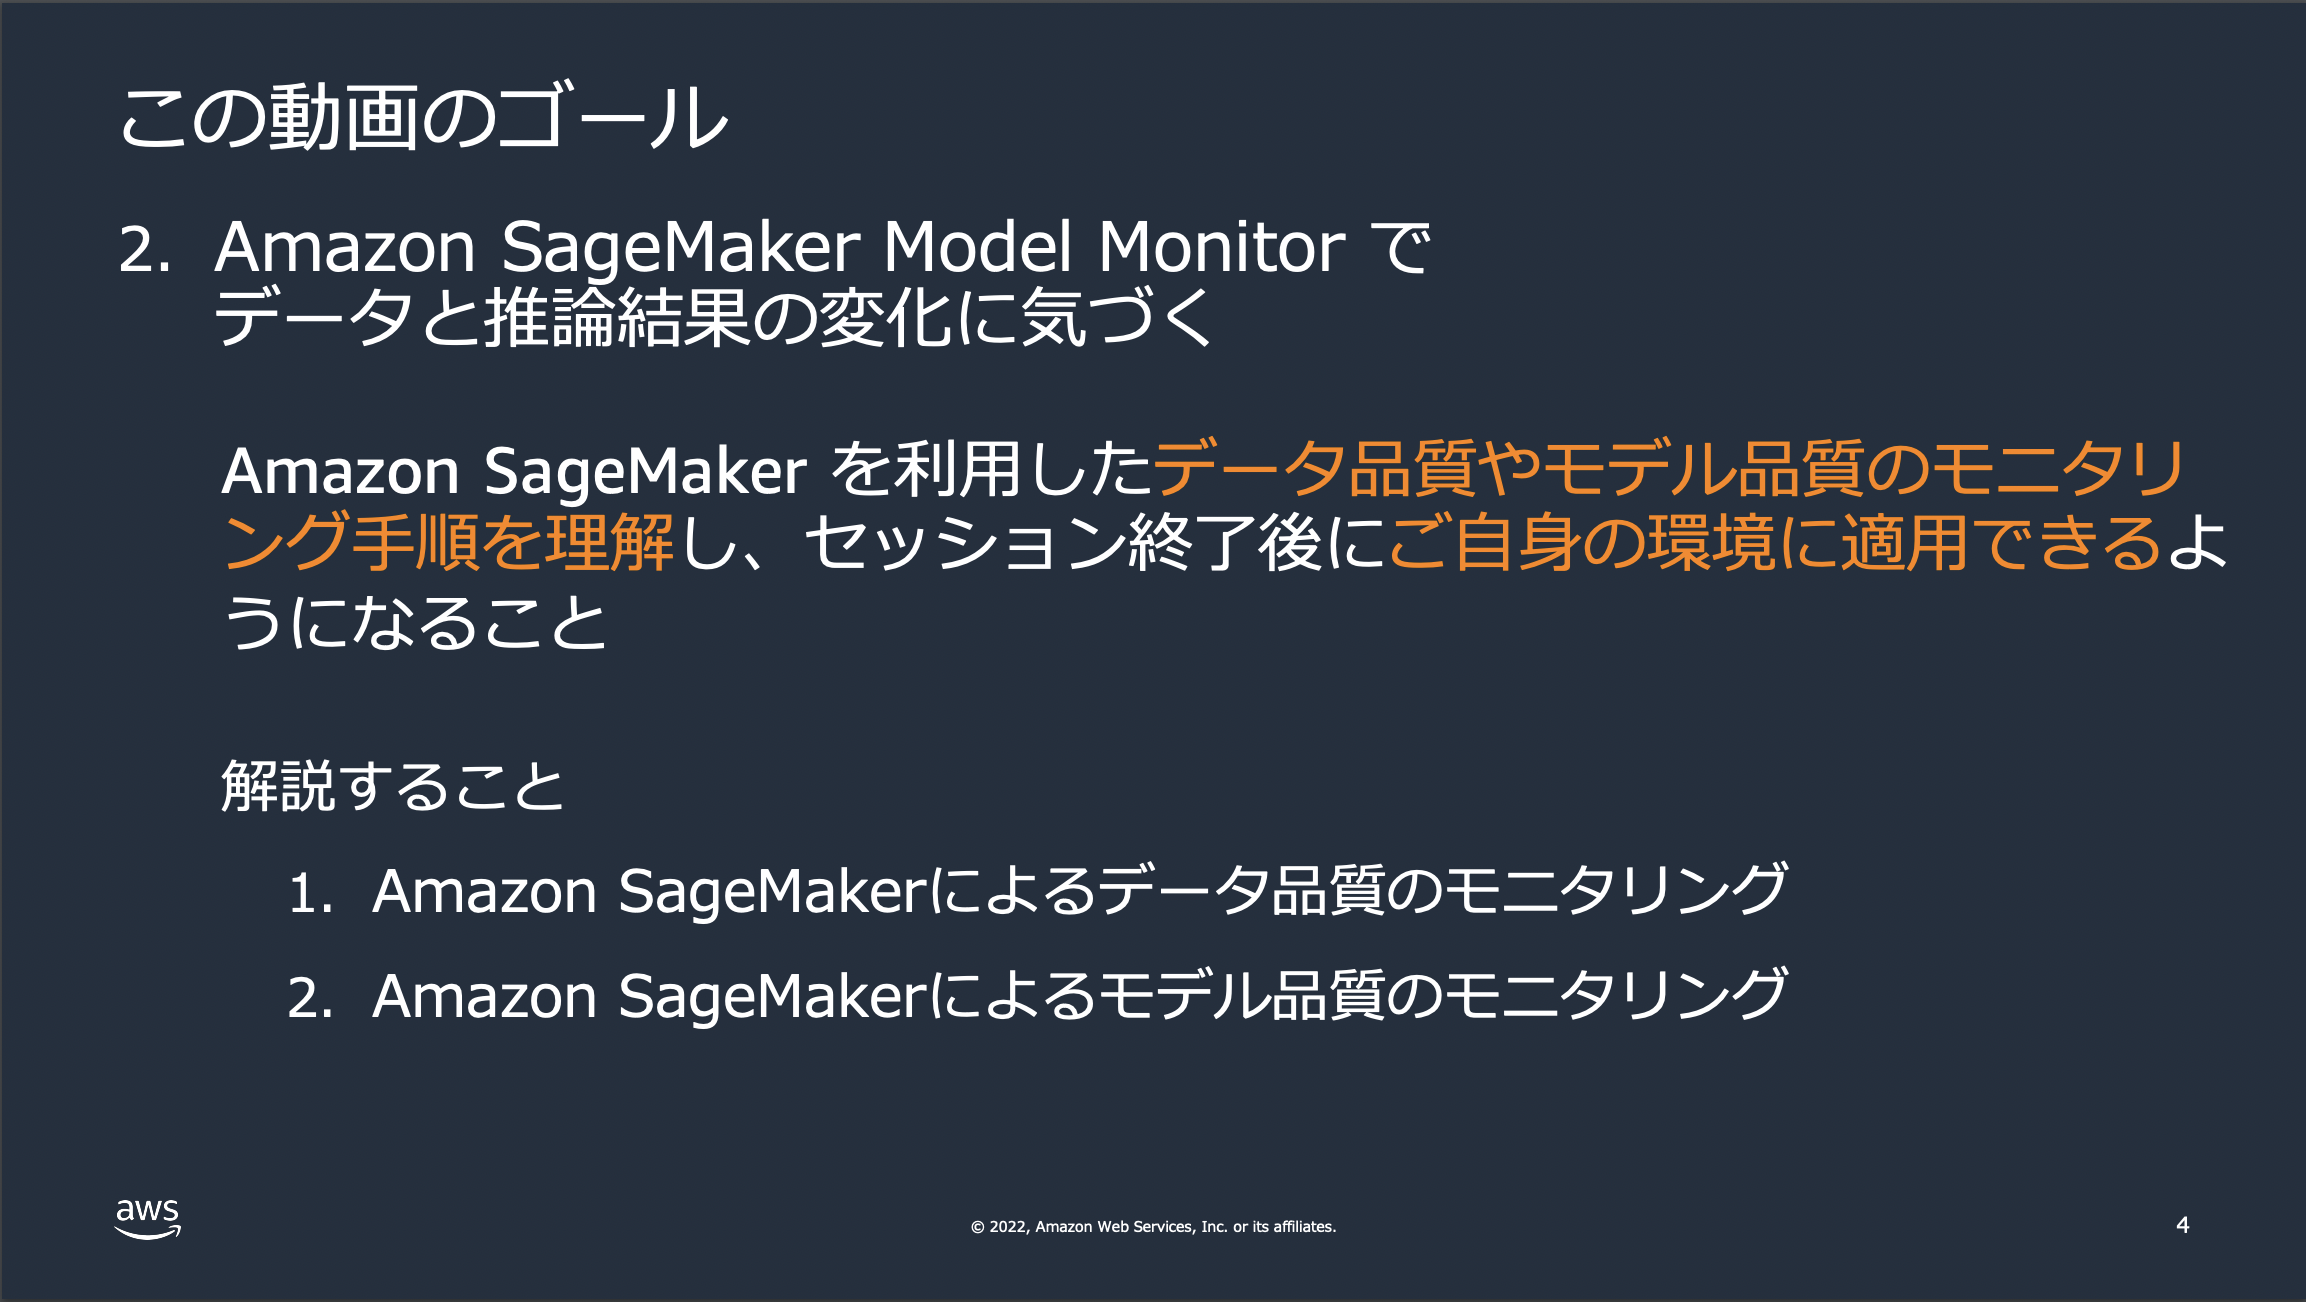 この動画のゴール
2. Amazon SageMaker Model Monitor で
データと推論結果の変化に気づく
Amazon SageMaker を利用したデータ品質やモデル品質のモニタリ
ング手順を理解し、セッション終了後にご自身の環境に適用できるよ
うになること
解説すること
1. Amazon SageMakerによるデータ品質のモニタリング
2. Amazon SageMakerによるモデル品質のモニタリング
aws
© 2022, Amazon Web Services, Inc. or its affiliates.
4